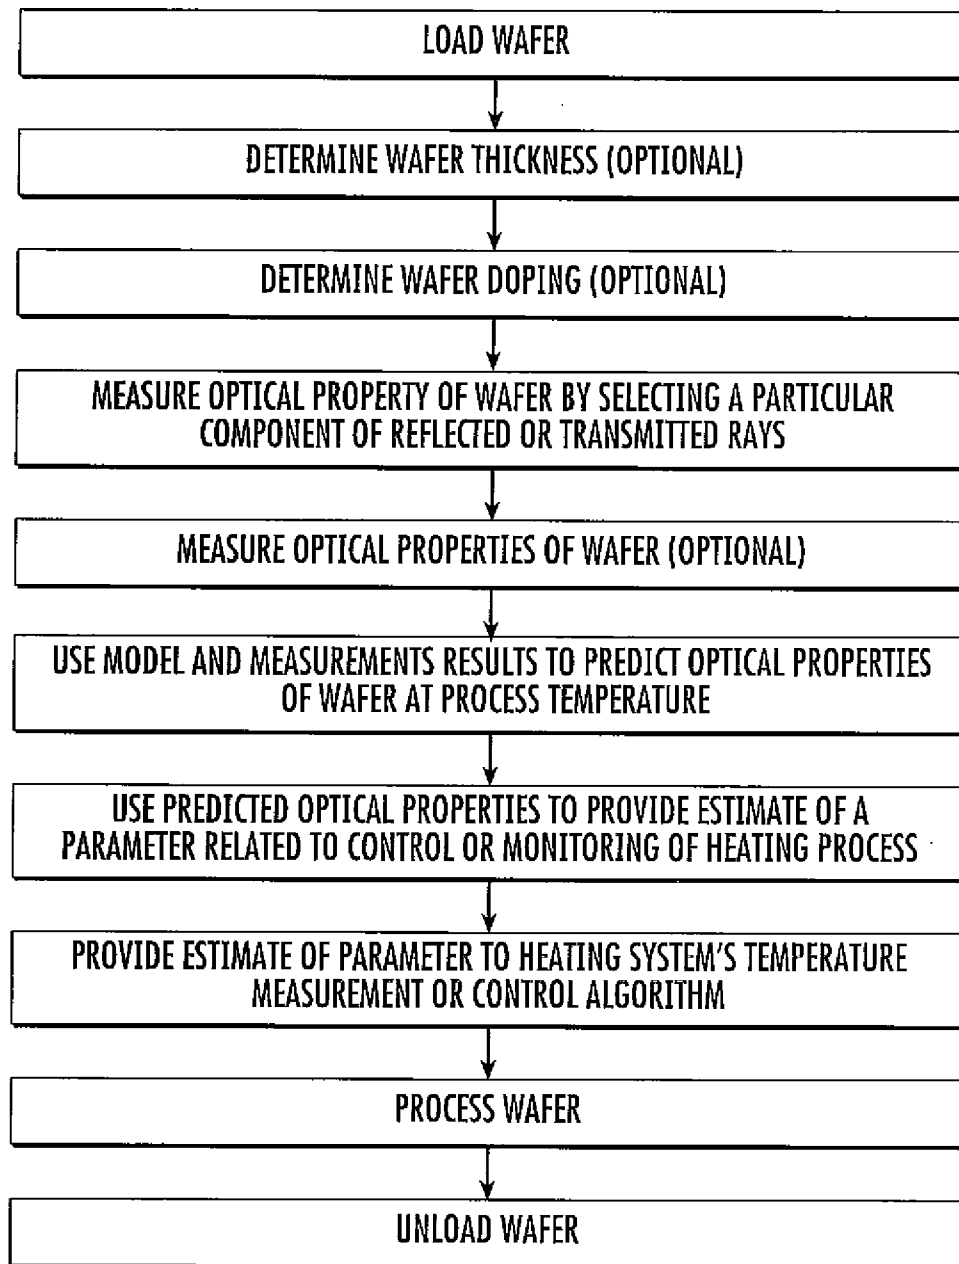 LOAD WAFER
DETERMINE WAFER THICKNESS (OPTIONAL)
DETERMINE WAFER DOPING (OPTIONAL)
MEASURE OPTICAL PROPERTY OF WAFER BY SELECTING A PARTICULAR
COMPONENT OF REFLECTED OR TRANSMITTED RAYS
MEASURE OPTICAL PROPERTIES OF WAFER (OPTIONAL)
USE MODEL AND MEASUREMENTS RESULTS TO PREDICT OPTICAL PROPERTIES
OF WAFER AT PROCESS TEMPERATURE
USE PREDICTED OPTICAL PROPERTIES TO PROVIDE ESTIMATE OF A
PARAMETER RELATED TO CONTROL OR MONITORING OF HEATING PROCESS
PROVIDE ESTIMATE OF PARAMETER TO HEATING SYSTEM'S TEMPERATURE
MEASUREMENT OR CONTROL ALGORITHM
PROCESS WAFER
UNLOAD WAFER